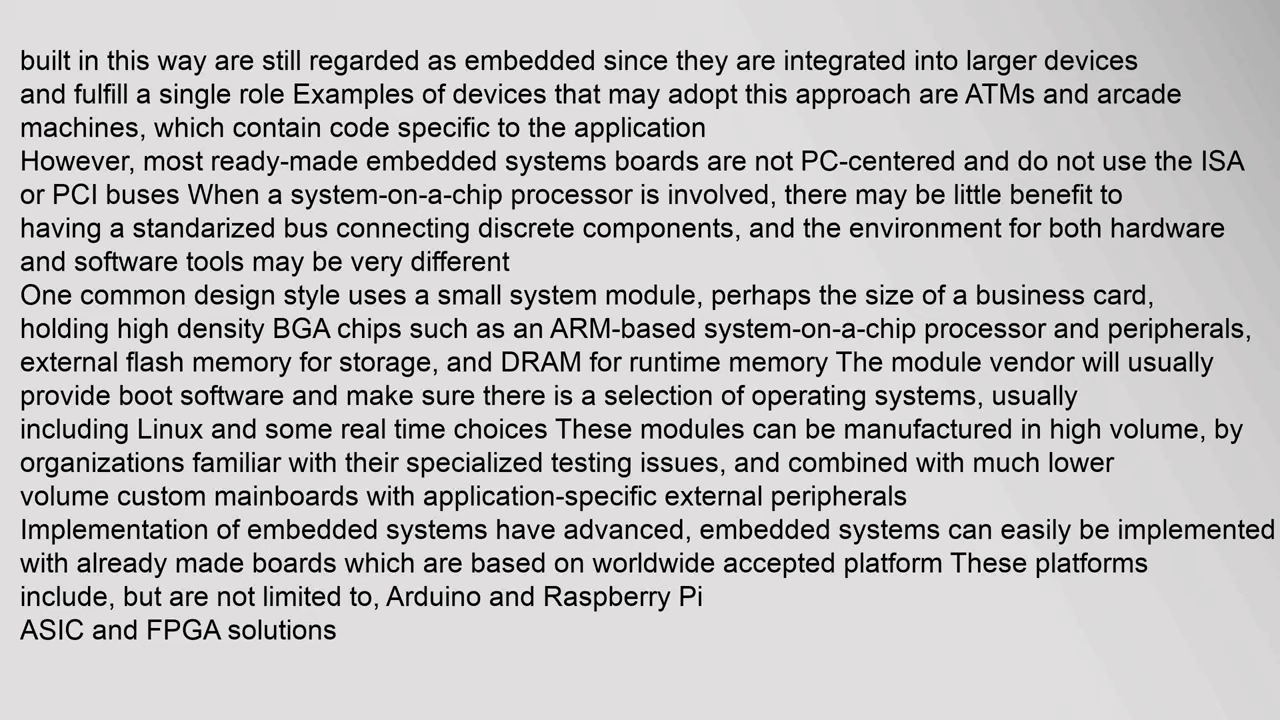 built in this way are still regarded as embedded since they are integrated into larger devices
and fulfill a single role Examples of devices that may adopt this approach are ATMs and arcade
machines, which contain code specific to the application
However, most ready-made embedded systems boards are not PC-centered and do not use the ISA
or PCI buses When a system-on-a-chip processor is involved, there may be little benefit to
having a standarized bus connecting discrete components, and the environment for both hardware
and software tools may be very different
One common design style uses a small system module, perhaps the size of a business card,
holding high density BGA chips such as an ARM-based system-on-a-chip processor and peripherals,
external flash memory for storage, and DRAM for runtime memory The module vendor will usually
provide boot software and make sure there is a selection of operating systems, usually
including Linux and some real time choices These modules can be manufactured in high volume, by
organizations familiar with their specialized testing issues, and combined with much lower
volume custom mainboards with application-specific external peripherals
Implementation of embedded systems have advanced, embedded systems can easily be implemented
with already made boards which are based on worldwide accepted platform These platforms
include, but are not limited to, Arduino and Raspberry Pi
ASIC and FPGA solutions